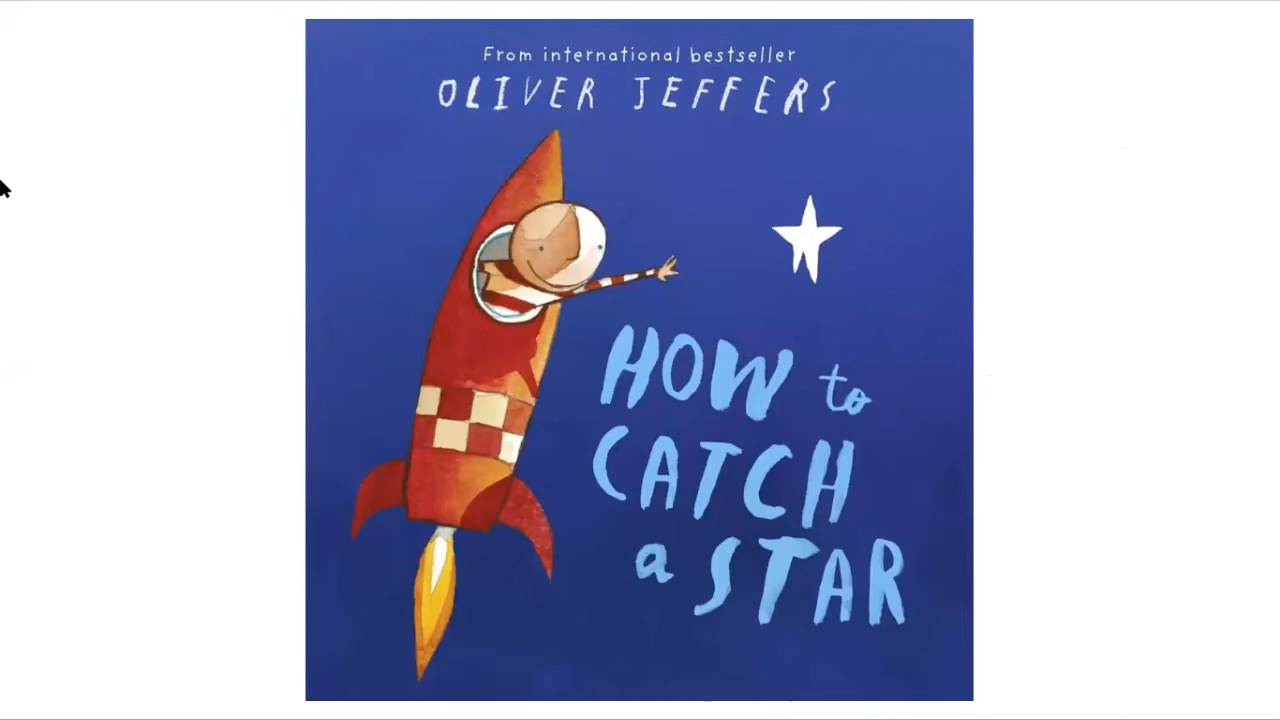 From international bestseller
OLIVER JEFFERS
HOW to
CATCH
a STAR